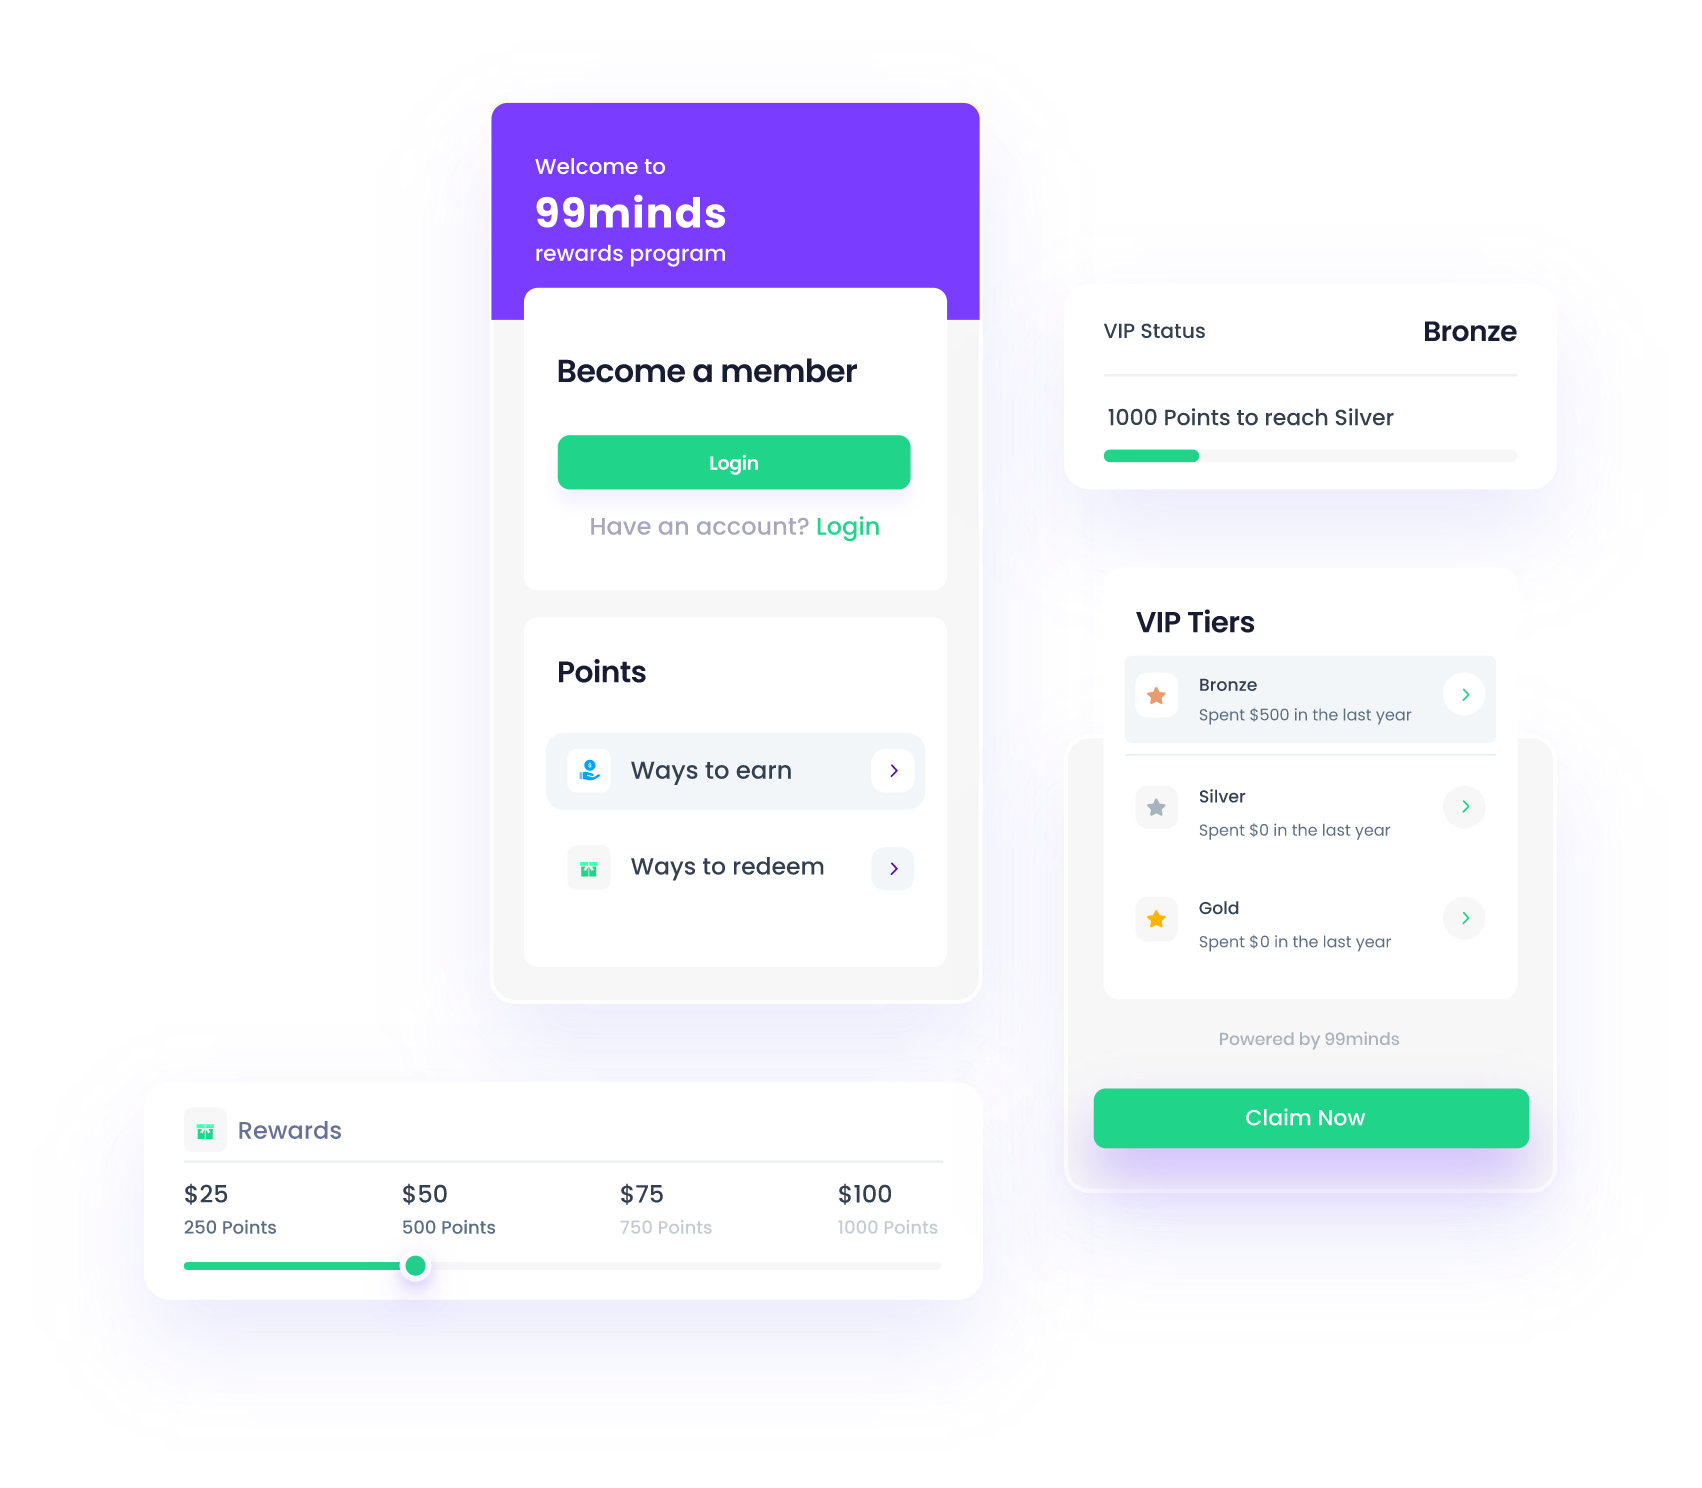 Welcome to
99minds
rewards program
Become a member
Login
Have an account? Login
Points
Ways to earn
Ways to redeem
VIP Status Bronze
1000 Points to reach Silver
VIP Tiers
Bronze
Spent $500 in the last year
Silver
Spent $0 in the last year
Gold
Spent $0 in the last year
Powered by 99minds
Claim Now
Rewards
$25 $50 $75 $100
250 Points 500 Points 750 Points 1000 Points